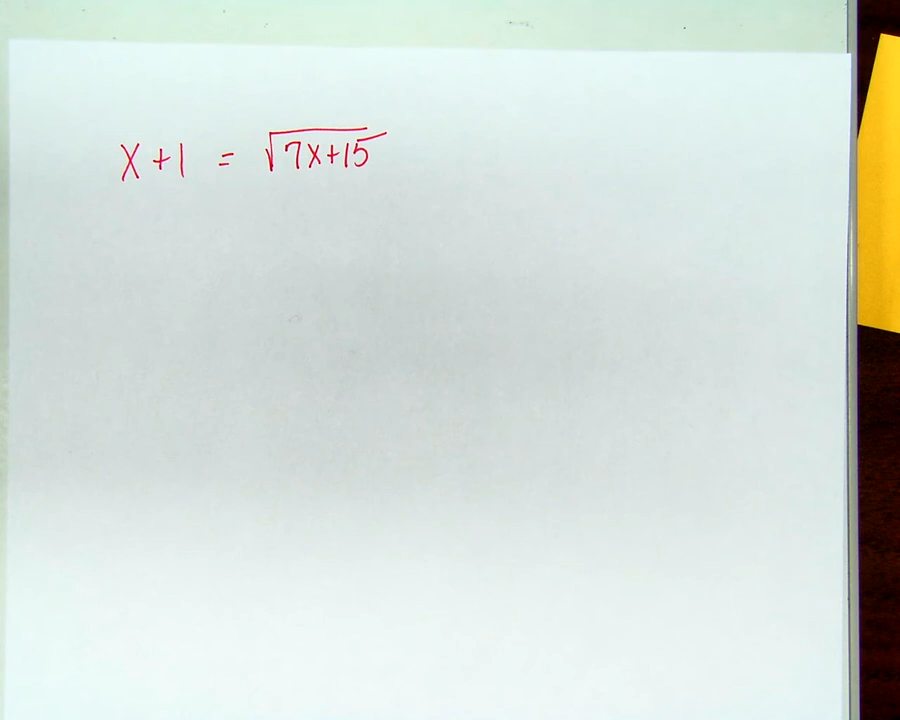 x+1 = √7x+15